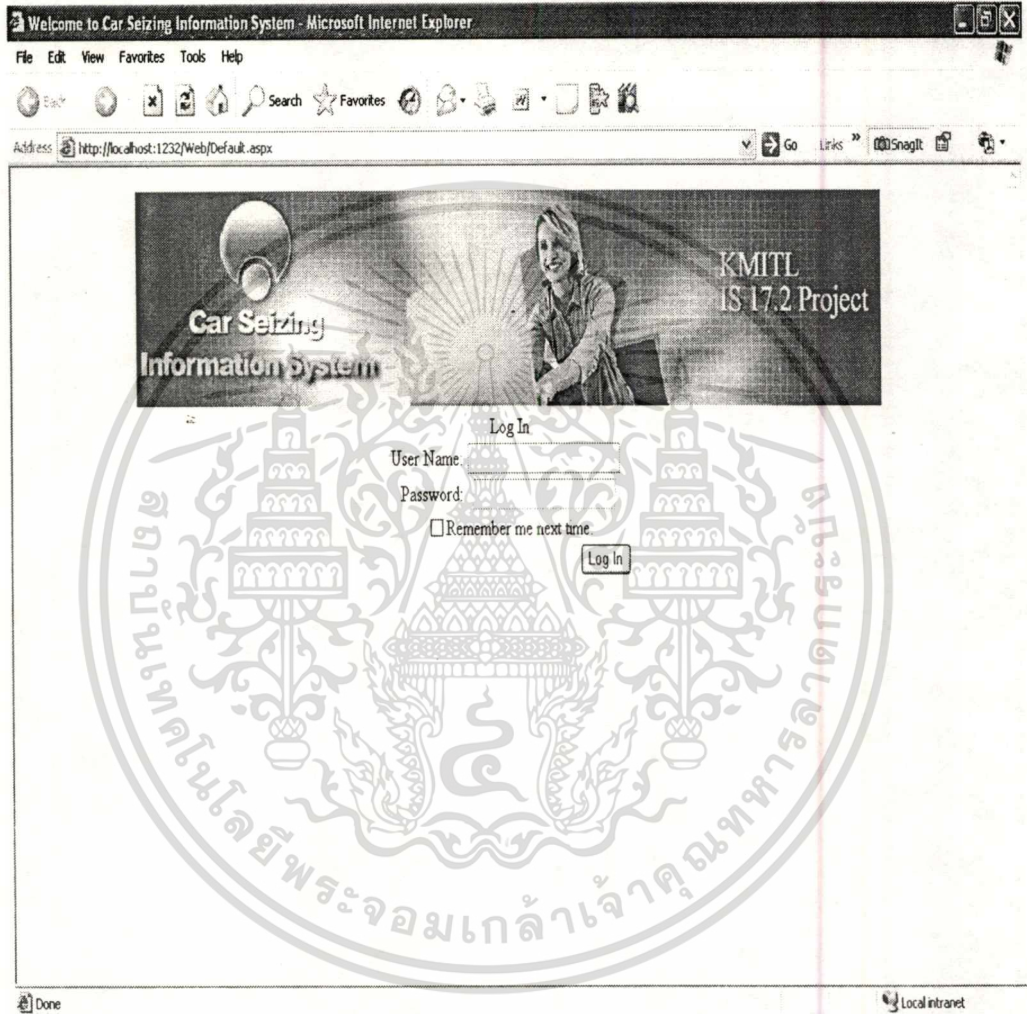 Welcome to Car Seizing Information System - Microsoft Internet Explorer
File Edit View Favorites Tools Help
Back Search Favorites
Address http://localhost:1232/Web/Default.aspx Go Links » SnagIt
Car Seizing
Information System
KMITL
IS 17.2 Project
Log In
User Name:
Password:
Remember me next time.
Log In
สถาบันเทคโนโลยีพระจอมเกล้าเจ้าคุณทหารลาดกระบัง
Done Local intranet